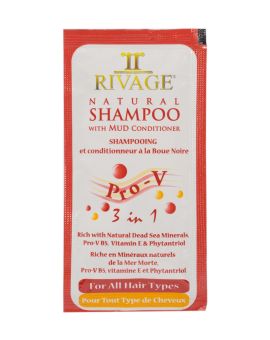 RIVAGE®
NATURAL
SHAMPOO
WITH MUD CONDITIONER
SHAMPOOING
et conditionneur à la Boue Noire
Pro-V
3 in 1
Rich with Natural Dead Sea Minerals,
Pro-V B5, Vitamin E & Phytantriol
Riche en Minéraux naturels
de la Mer Morte,
Pro-V B5, vitamine E et Phytantriol
For All Hair Types
Pour Tout Type de Cheveux